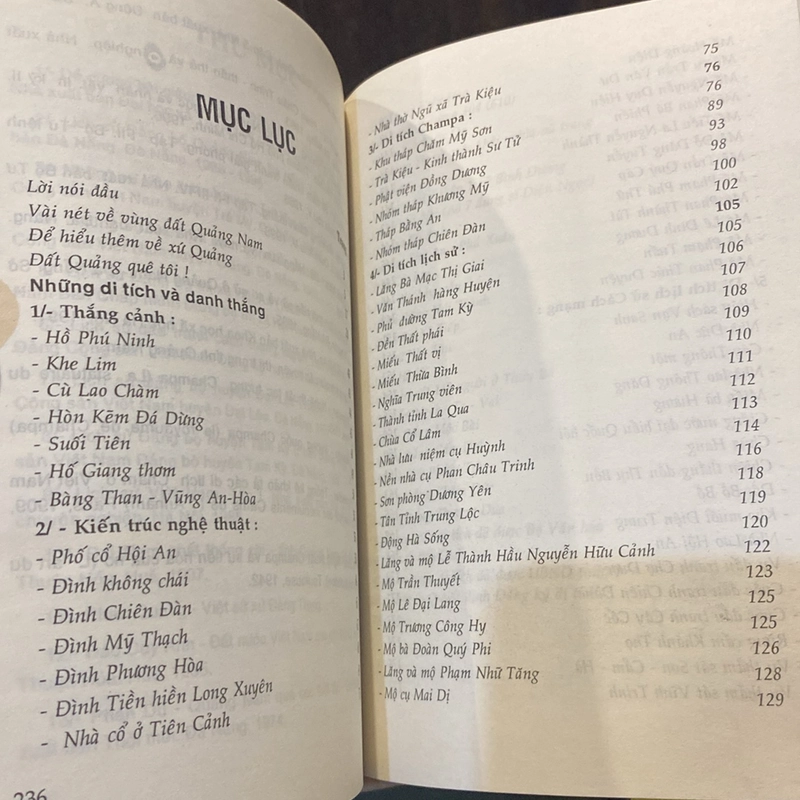 MỤC LỤC
Lời nói đầu
Vài nét về vùng đất Quảng Nam
Để hiểu thêm về xứ Quảng
Đất Quảng quê tôi !
Những di tích và danh thắng
1/- Thắng cảnh :
- Hồ Phú Ninh
- Khe Lim
- Cù Lao Chàm
- Hòn Kẽm Đá Dừng
- Suối Tiên
- Hố Giang thơm
- Bàng Than - Vũng An-Hòa
2/ - Kiến trúc nghệ thuật :
- Phố cổ Hội An
- Đình không chái
- Đình Chiên Đàn
- Đình Mỹ Thạch
- Đình Phương Hòa
- Đình Tiền hiền Long Xuyên
- Nhà cổ ở Tiên Cảnh
236
- Nhà thờ Ngũ xã Trà Kiệu 75
3/- Di tích Champa : 76
- Khu tháp Chăm Mỹ Sơn 76
- Trà Kiệu - Kinh thành Sư Tử 89
- Phật viện Đồng Dương 93
- Nhóm tháp Khương Mỹ 98
- Tháp Bằng An 100
- Nhóm tháp Chiên Đàn 102
4/- Di tích lịch sử : 105
- Lăng Bà Mạc Thị Giai 105
- Văn Thánh hàng Huyện 106
- Phủ đường Tam Kỳ 107
- Đền Thất phái 108
- Miếu Thất vị 109
- Miếu Thừa Bình 110
- Nghĩa Trung viên 111
- Thành tỉnh La Qua 112
- Chùa Cổ Lâm 113
- Nhà lưu niệm cụ Huỳnh 114
- Nền nhà cụ Phan Châu Trinh 116
- Sơn phòng Dương Yên 118
- Tân Tỉnh Trung Lộc 119
- Động Hà Sống 120
- Lăng và mộ Lễ Thành Hầu Nguyễn Hữu Cảnh 122
- Mộ Trần Thuyết 123
- Mộ Lê Đại Lang 125
- Mộ Trương Công Hy 125
- Mộ bà Đoàn Quý Phi 126
- Lăng và mộ Phạm Nhữ Tăng 128
- Mộ cụ Mai Dị 129